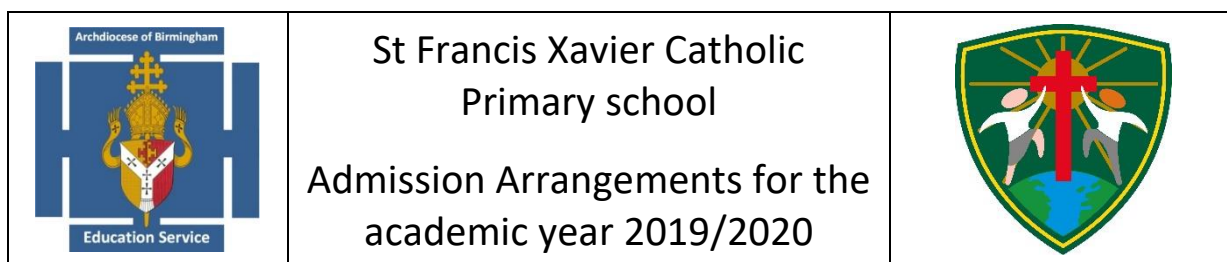 Archdiocese of Birmingham
Education Service
St Francis Xavier Catholic
Primary school
Admission Arrangements for the
academic year 2019/2020